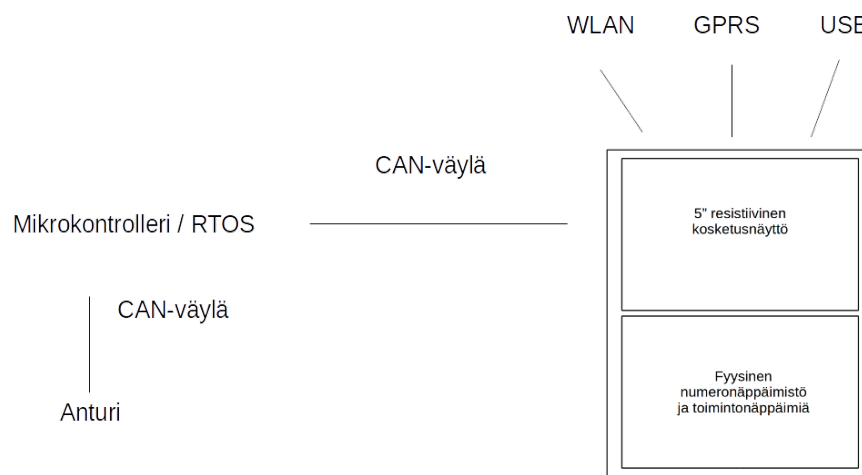 WLAN GPRS USB
CAN-väylä
5" resistiivinen
kosketusnäyttö
Mikrokontrolleri / RTOS
CAN-väylä
Anturi
Fyysinen
numeronäppäimistö
ja toimintonäppäimiä